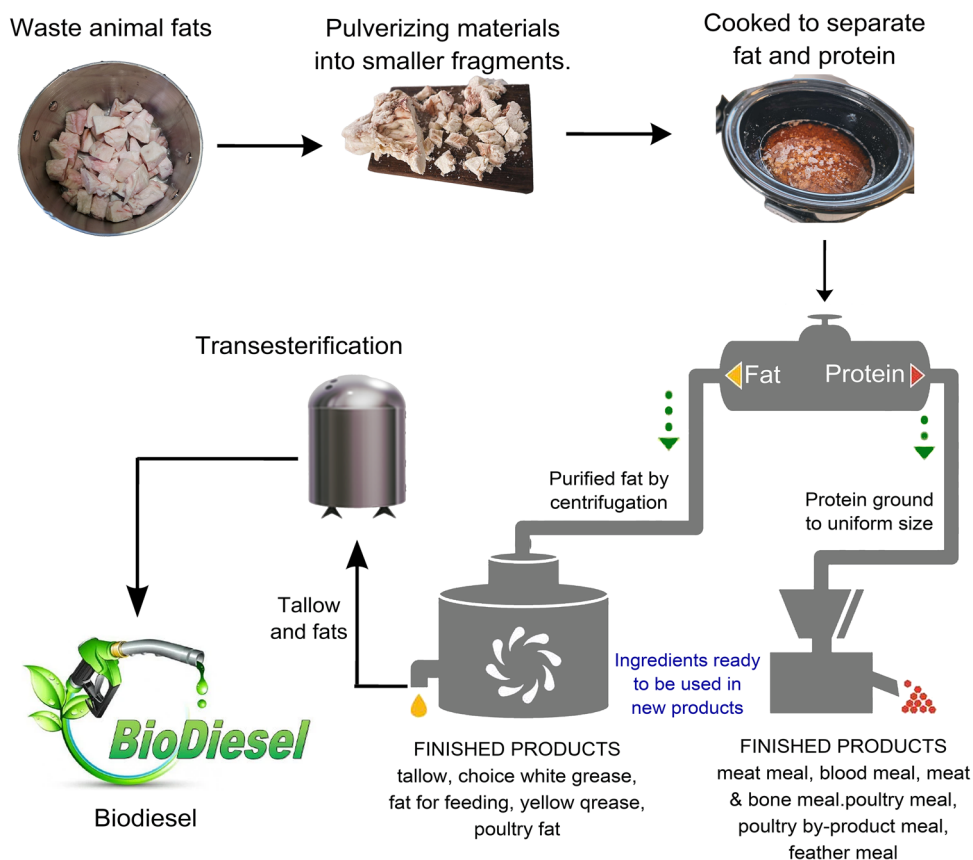 Waste animal fats
Pulverizing materials
into smaller fragments.
Cooked to separate
fat and protein
Transesterification
Fat
Protein
Purified fat by
centrifugation
Protein ground
to uniform size
Tallow
and fats
Ingredients ready
to be used in
new products
BioDiesel
Biodiesel
FINISHED PRODUCTS
tallow, choice white grease,
fat for feeding, yellow qrease,
poultry fat
FINISHED PRODUCTS
meat meal, blood meal, meat
& bone meal.poultry meal,
poultry by-product meal,
feather meal